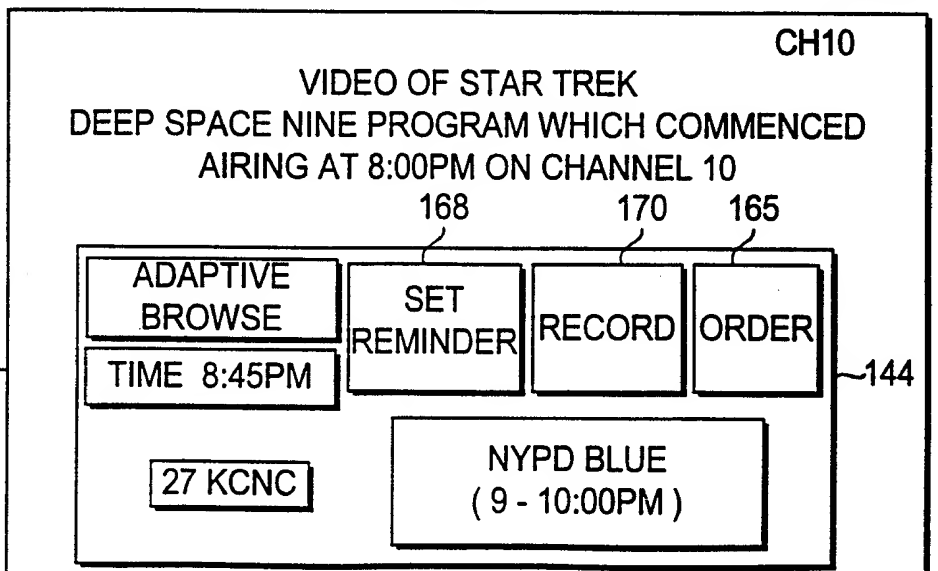 CH10
VIDEO OF STAR TREK
DEEP SPACE NINE PROGRAM WHICH COMMENCED
AIRING AT 8:00PM ON CHANNEL 10
168
170
165
ADAPTIVE
BROWSE
SET
REMINDER
RECORD
ORDER
TIME 8:45PM
144
27 KCNC
NYPD BLUE
( 9 - 10:00PM )